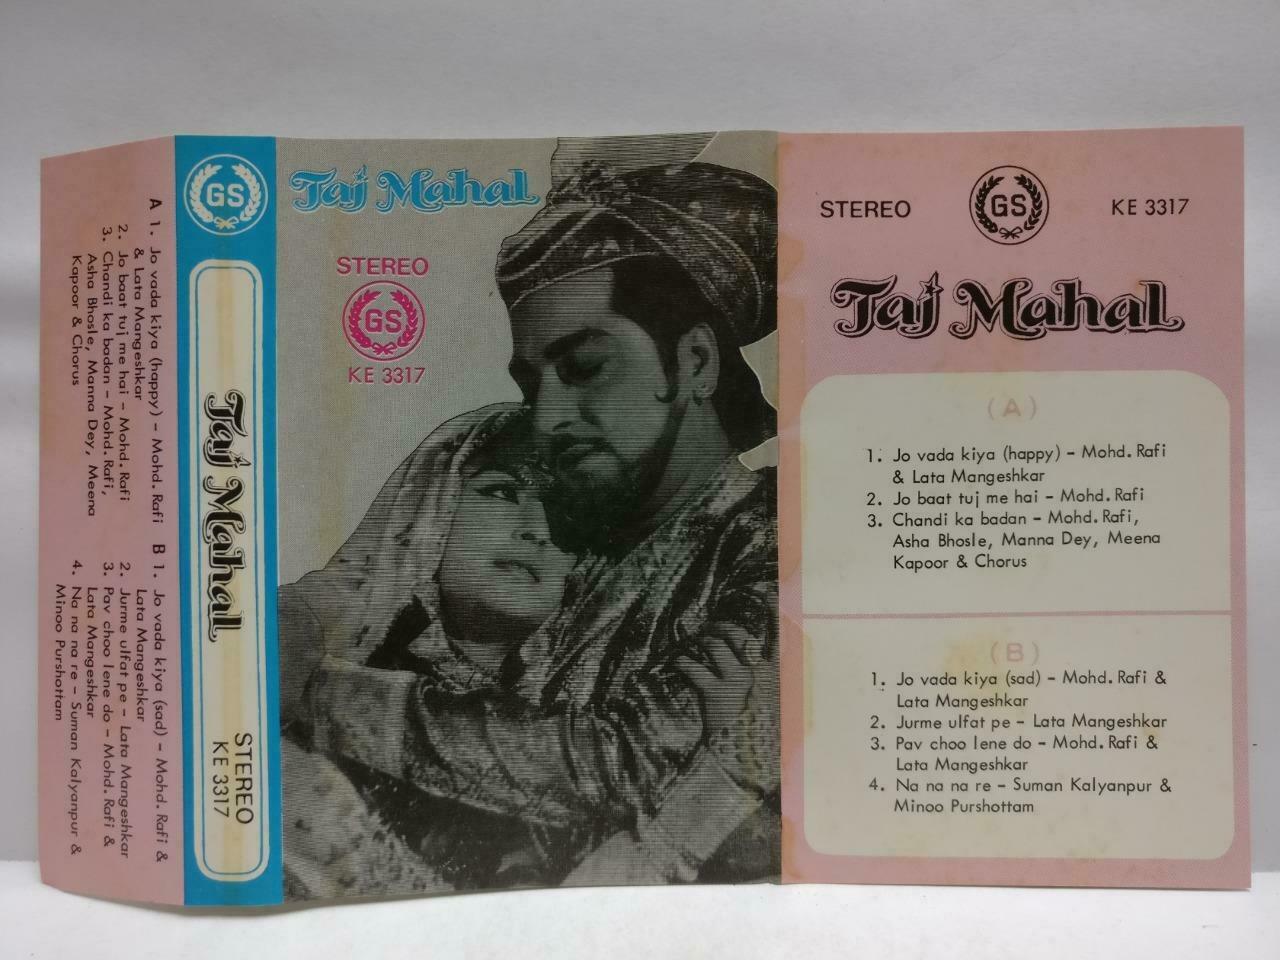 A 1. Jo vada kiya (happy) - Mohd. Rafi
& Lata Mangeshkar
2. Jo baat tuj me hai - Mohd. Rafi
3. Chandi ka badan - Mohd. Rafi,
Asha Bhosle, Manna Dey, Meena
Kapoor & Chorus
B 1. Jo vada kiya (sad) - Mohd. Rafi &
Lata Mangeshkar
2. Jurme ulfat pe - Lata Mangeshkar
3. Pav choo lene do - Mohd. Rafi &
Lata Mangeshkar
4. Na na na re - Suman Kalyanpur &
Minoo Purshottam
GS
Taj Mahal
STEREO
KE 3317
Taj Mahal
STEREO
GS
KE 3317
STEREO GS KE 3317
Taj Mahal
(A)
1. Jo vada kiya (happy) - Mohd. Rafi
& Lata Mangeshkar
2. Jo baat tuj me hai - Mohd. Rafi
3. Chandi ka badan - Mohd. Rafi,
Asha Bhosle, Manna Dey, Meena
Kapoor & Chorus
(B)
1. Jo vada kiya (sad) - Mohd. Rafi &
Lata Mangeshkar
2. Jurme ulfat pe - Lata Mangeshkar
3. Pav choo lene do - Mohd. Rafi &
Lata Mangeshkar
4. Na na na re - Suman Kalyanpur &
Minoo Purshottam